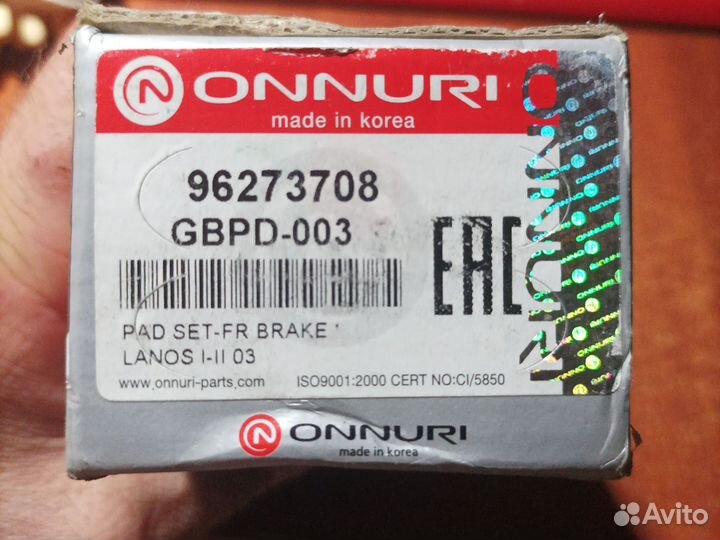 ONNURI
made in korea
96273708
GBPD-003
EAC
PAD SET-FR BRAKE '
LANOS I-II 03
www.onnuri-parts.com ISO9001:2000 CERT NO:CI/5850
ONNURI
ONNURI
made in korea
Avito